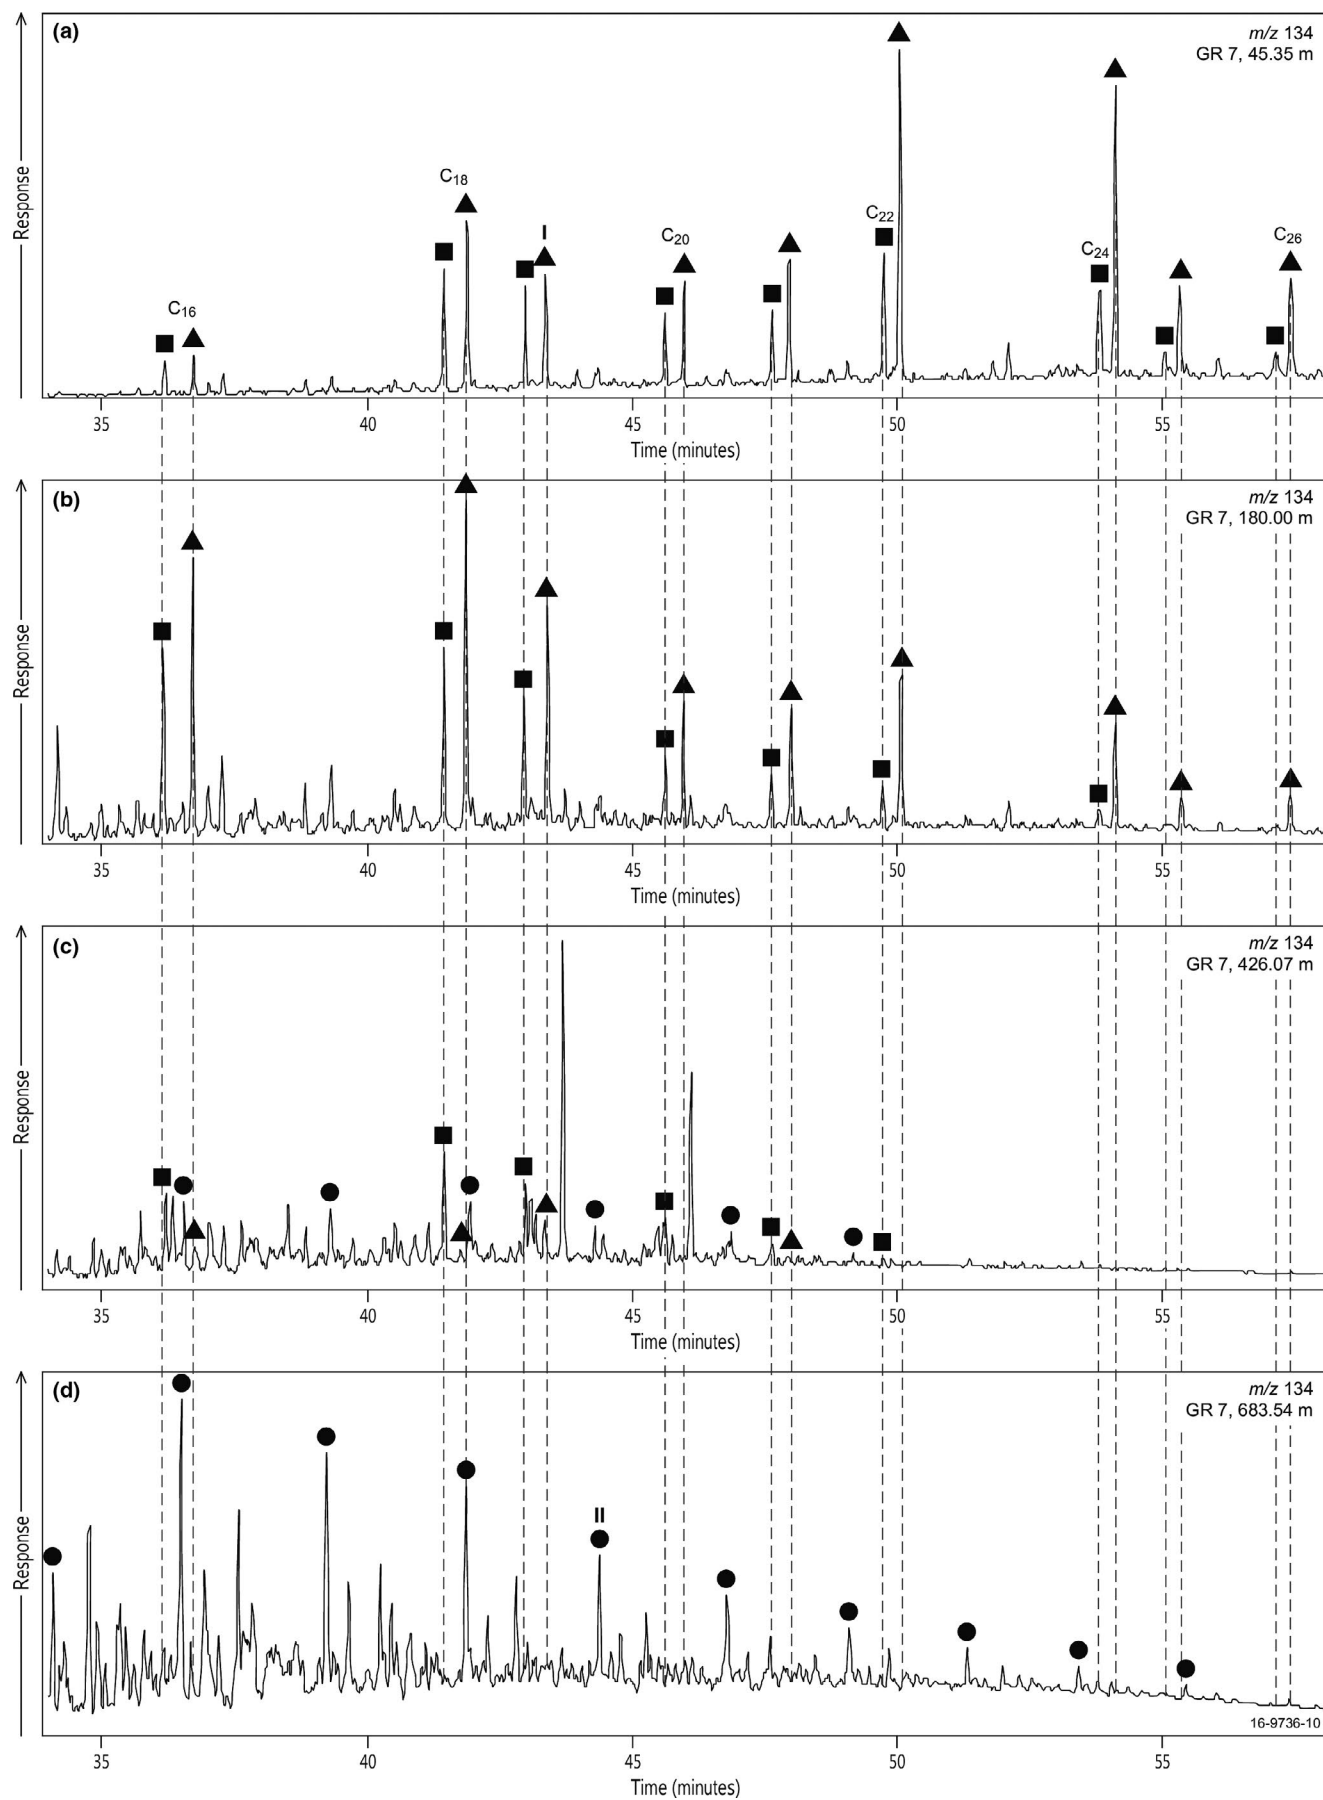 (a)
m/z 134
GR 7, 45.35 m
C16
C18
I
C20
C22
C24
C26
Response
35 40 45 50 55
Time (minutes)
(b)
m/z 134
GR 7, 180.00 m
Response
35 40 45 50 55
Time (minutes)
(c)
m/z 134
GR 7, 426.07 m
Response
35 40 45 50 55
Time (minutes)
(d)
m/z 134
GR 7, 683.54 m
II
Response
16-9736-10
35 40 45 50 55
Time (minutes)